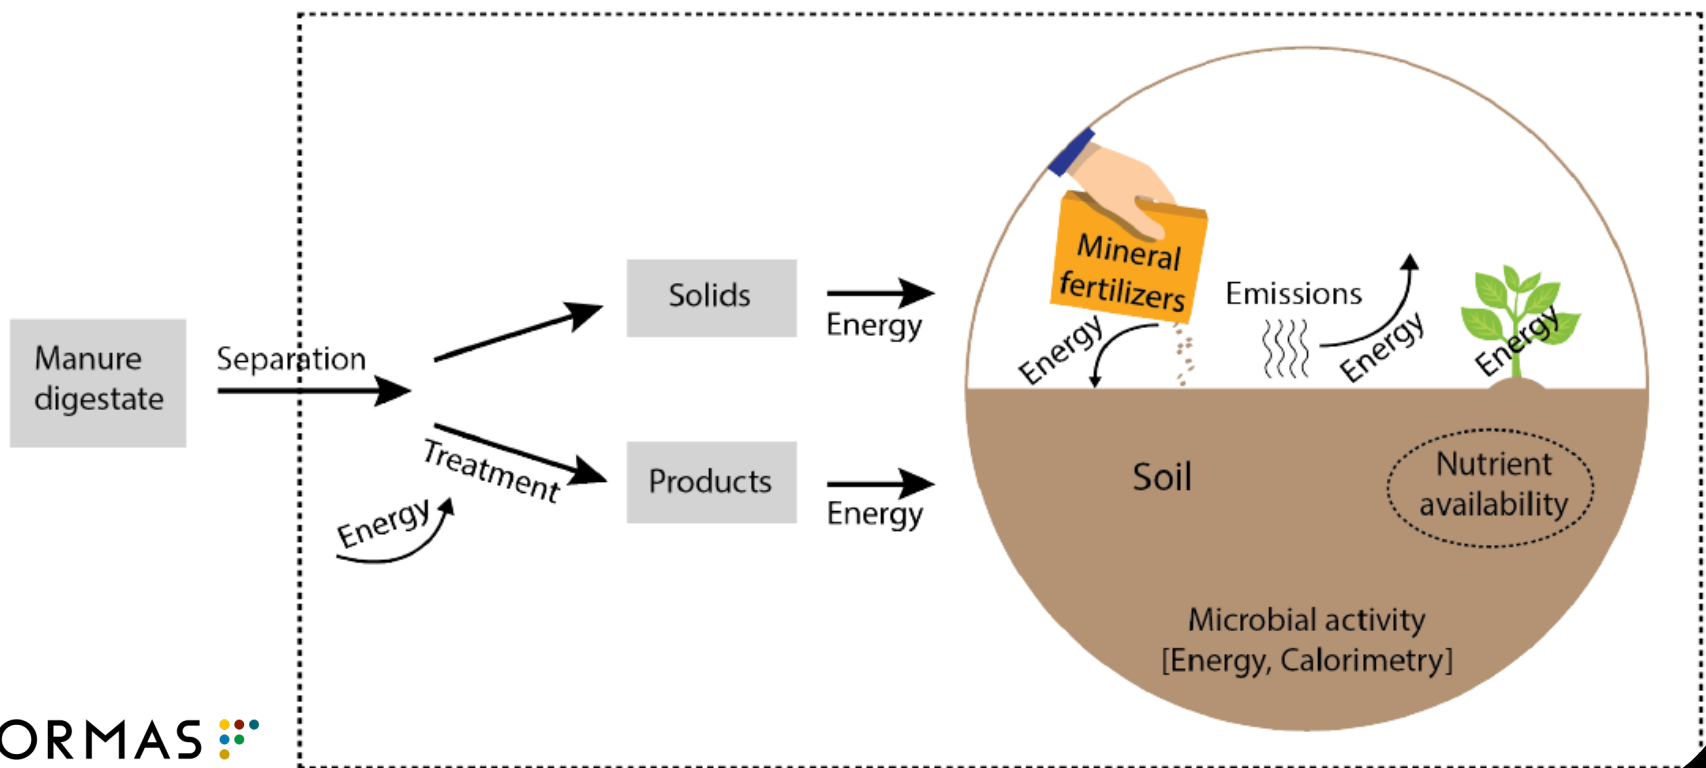 Manure
digestate
Separation
Treatment
Energy
Solids
Energy
Products
Energy
Mineral
fertilizers
Energy
Emissions
Energy
Energy
Soil
Nutrient
availability
Microbial activity
[Energy, Calorimetry]
ORMAS